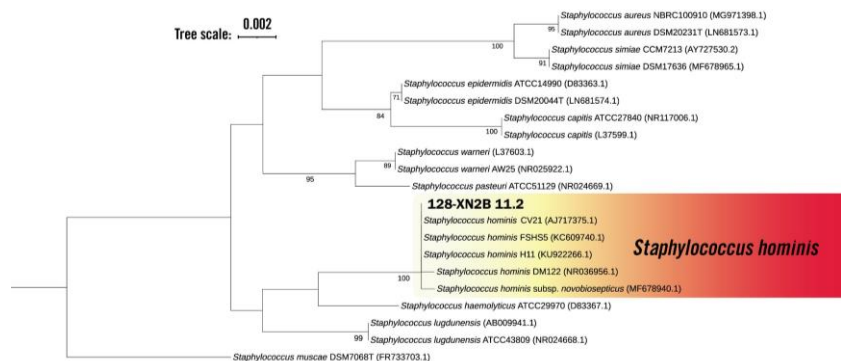 Tree scale: 0.002
Staphylococcus aureus NBRC100910 (MG971398.1)
95
Staphylococcus aureus DSM20231T (LN681573.1)
100
Staphylococcus simiae CCM7213 (AY727530.2)
91
Staphylococcus simiae DSM17636 (MF678965.1)
Staphylococcus epidermidis ATCC14990 (D83363.1)
71
Staphylococcus epidermidis DSM20044T (LN681574.1)
84
Staphylococcus capitis ATCC27840 (NR117006.1)
100
Staphylococcus capitis (L37599.1)
Staphylococcus warneri (L37603.1)
89
Staphylococcus warneri AW25 (NR025922.1)
95
Staphylococcus pasteuri ATCC51129 (NR024669.1)
128-XN2B 11.2
Staphylococcus hominis CV21 (AJ717375.1)
Staphylococcus hominis FSHS5 (KC609740.1)
Staphylococcus hominis
Staphylococcus hominis H11 (KU922266.1)
100
Staphylococcus hominis DM122 (NR036956.1)
Staphylococcus hominis subsp. novobiosepticus (MF678940.1)
Staphylococcus haemolyticus ATCC29970 (D83367.1)
Staphylococcus lugdunensis (AB009941.1)
99
Staphylococcus lugdunensis ATCC43809 (NR024668.1)
Staphylococcus muscae DSM7068T (FR733703.1)